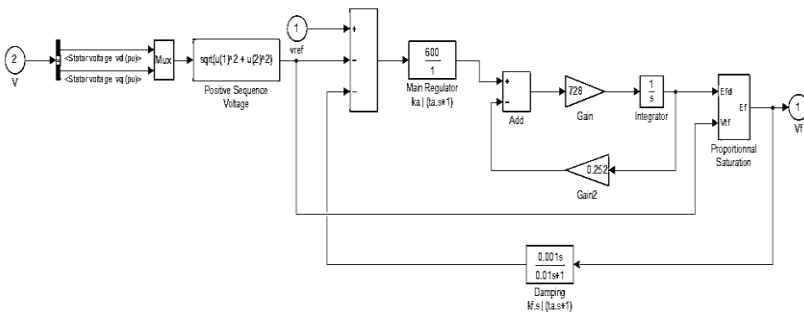 2
V
<Stator voltage vd (pu)>
<Stator voltage vq (pu)>
Mux
sqrt(u(1)^2 + u(2)^2)
Positive Sequence
Voltage
1
vref
+
-
-
600
1
Main Regulator
ka | (ta.s+1)
+
-
Add
728
Gain
1
s
Integrator
0.252
Gain2
Efd
Vtf
Ef
Proportionnal
Saturation
1
Vf
0.001s
0.01s+1
Damping
kf.s | (ta.s+1)